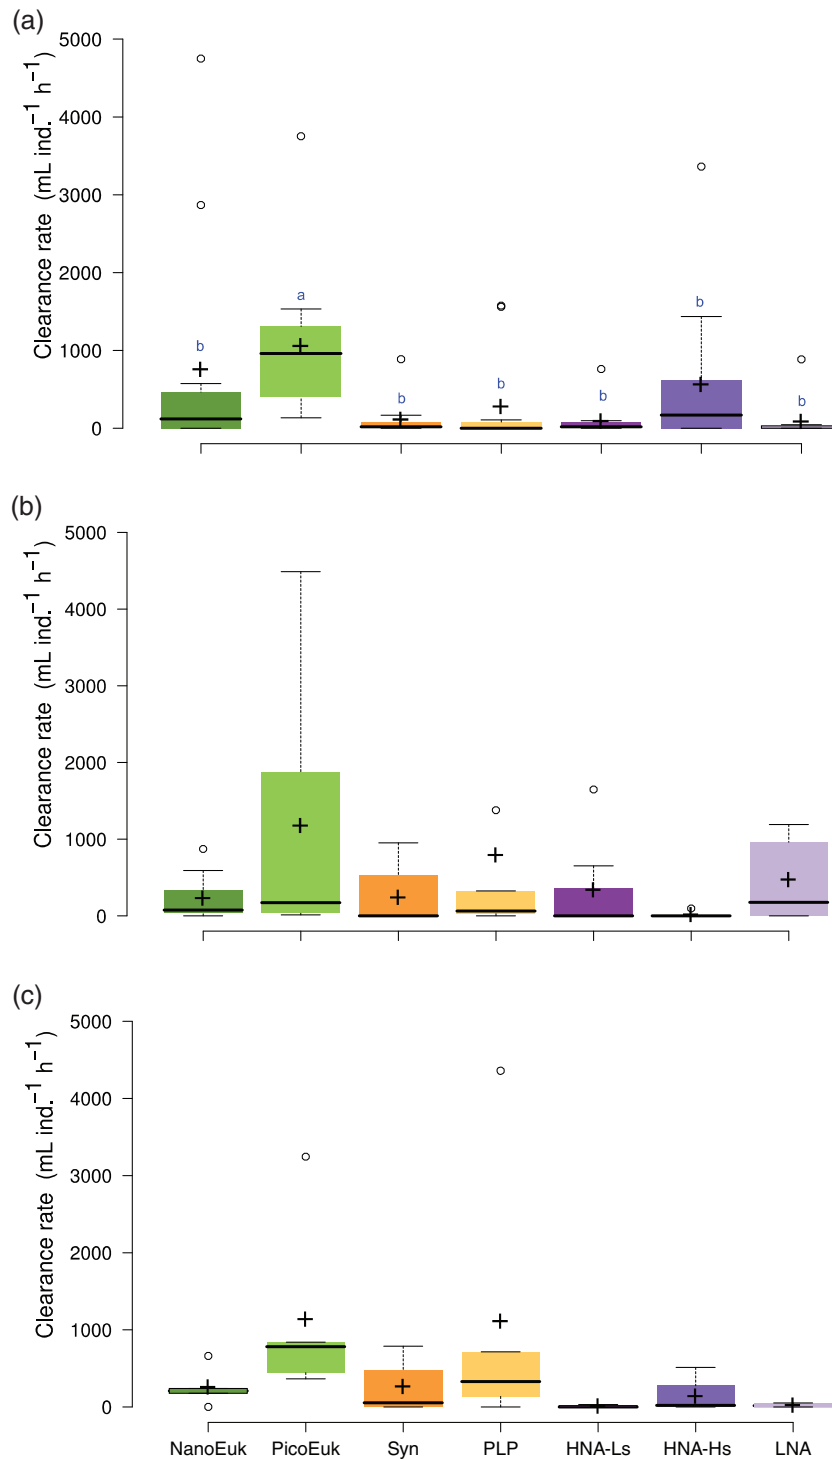 (a)
Clearance rate (mL ind.⁻¹ h⁻¹)
5000
4000
3000
2000
1000
0
b
a
b
b
b
b
b
(b)
Clearance rate (mL ind.⁻¹ h⁻¹)
5000
4000
3000
2000
1000
0
(c)
Clearance rate (mL ind.⁻¹ h⁻¹)
5000
4000
3000
2000
1000
0
NanoEuk PicoEuk Syn PLP HNA-Ls HNA-Hs LNA